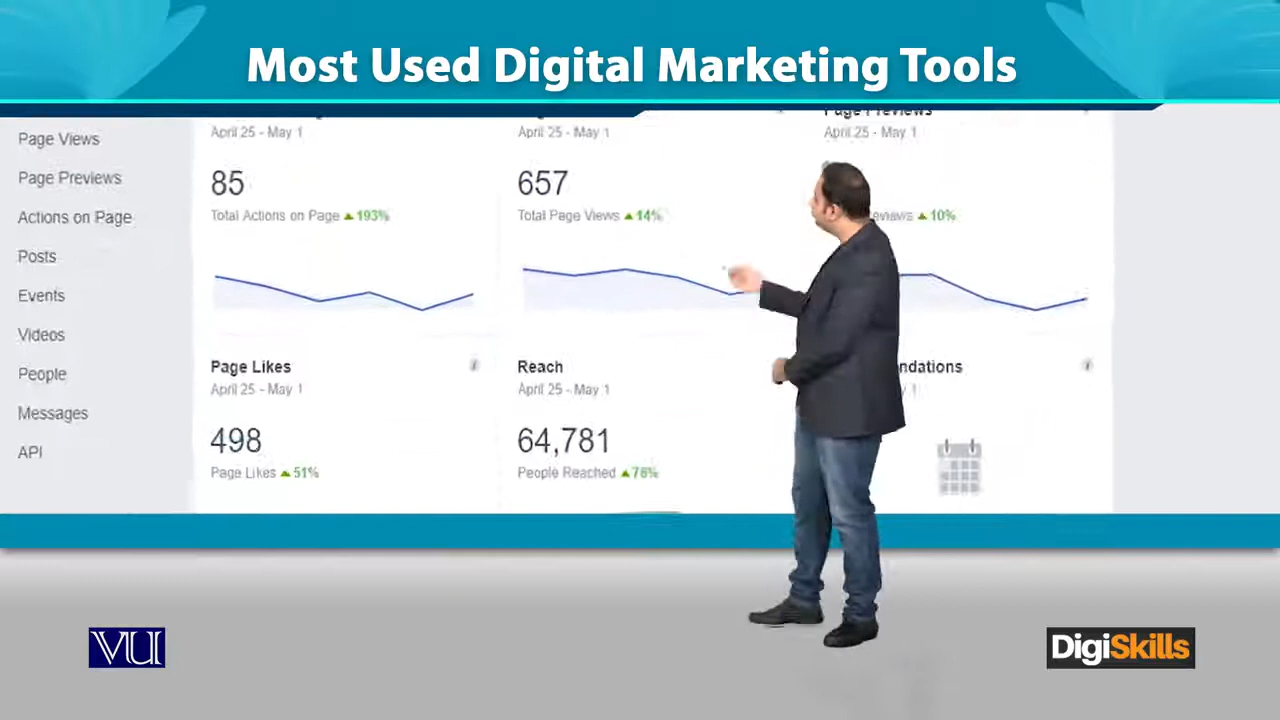 Most Used Digital Marketing Tools
Page Previews
Page Views
April 25 - May 1
April 25 - May 1
April 25 - May 1
Page Previews
85
657
Actions on Page
Total Actions on Page 193%
Total Page Views 14%
10%
Posts
Events
Videos
Page Likes
Reach
People
April 25 - May 1
April 25 - May 1
Messages
498
64,781
API
Page Likes 51%
People Reached 78%
VU
DigiSkills